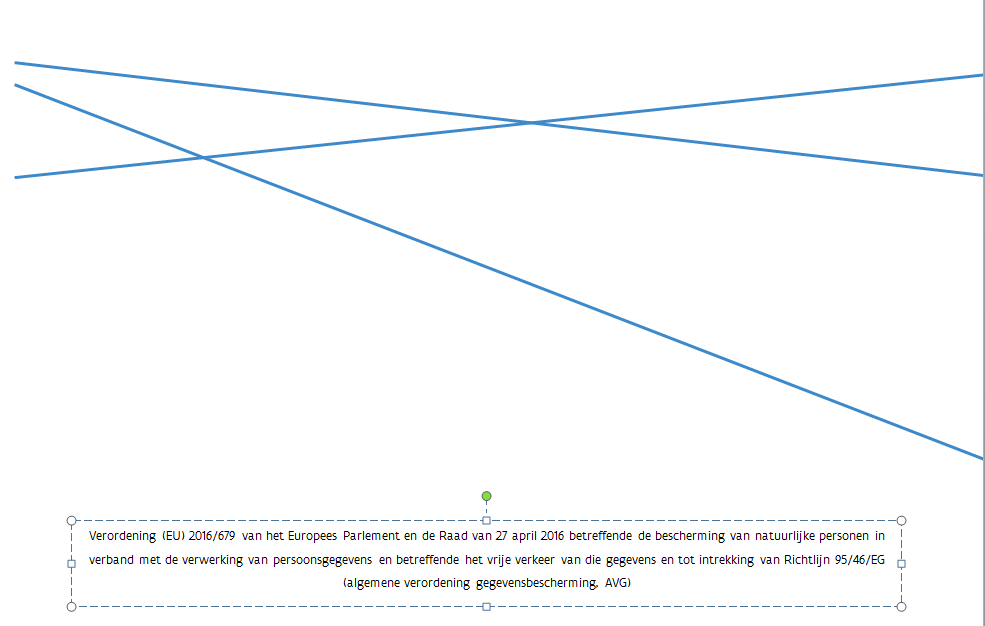 Verordening (EU) 2016/679 van het Europees Parlement en de Raad van 27 april 2016 betreffende de bescherming van natuurlijke personen in
verband met de verwerking van persoonsgegevens en betreffende het vrije verkeer van die gegevens en tot intrekking van Richtlijn 95/46/EG
(algemene verordening gegevensbescherming, AVG)